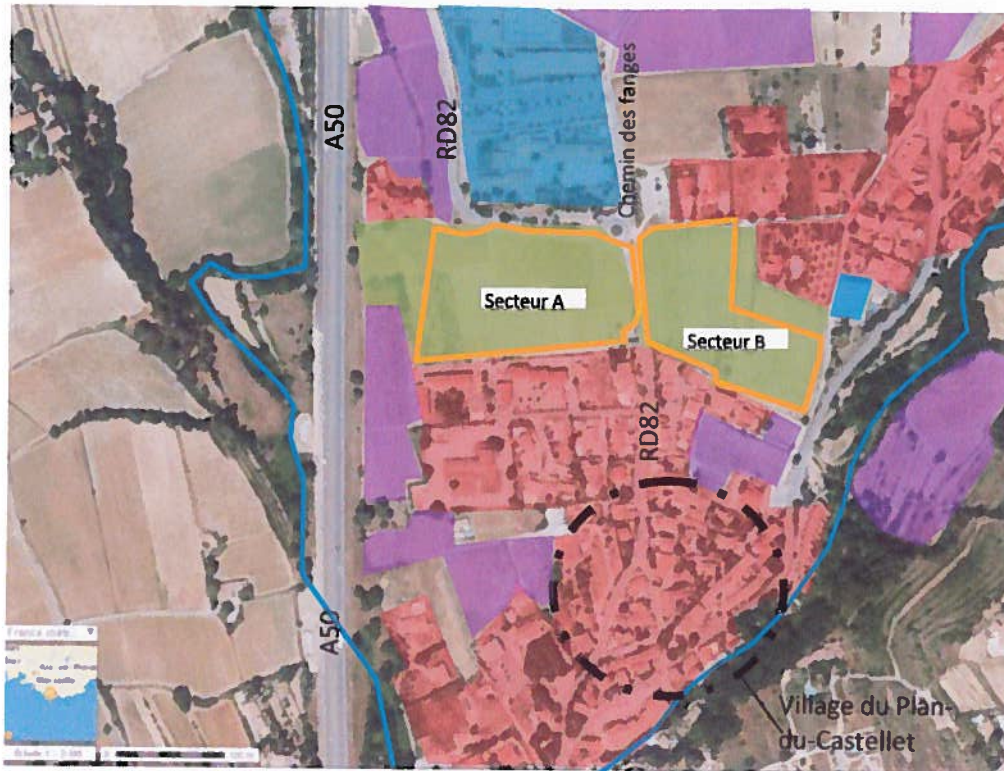 A50
RD82
Chemin des fanges
Secteur A
Secteur B
RD82
A50
Village du Plan-
du-Castellet